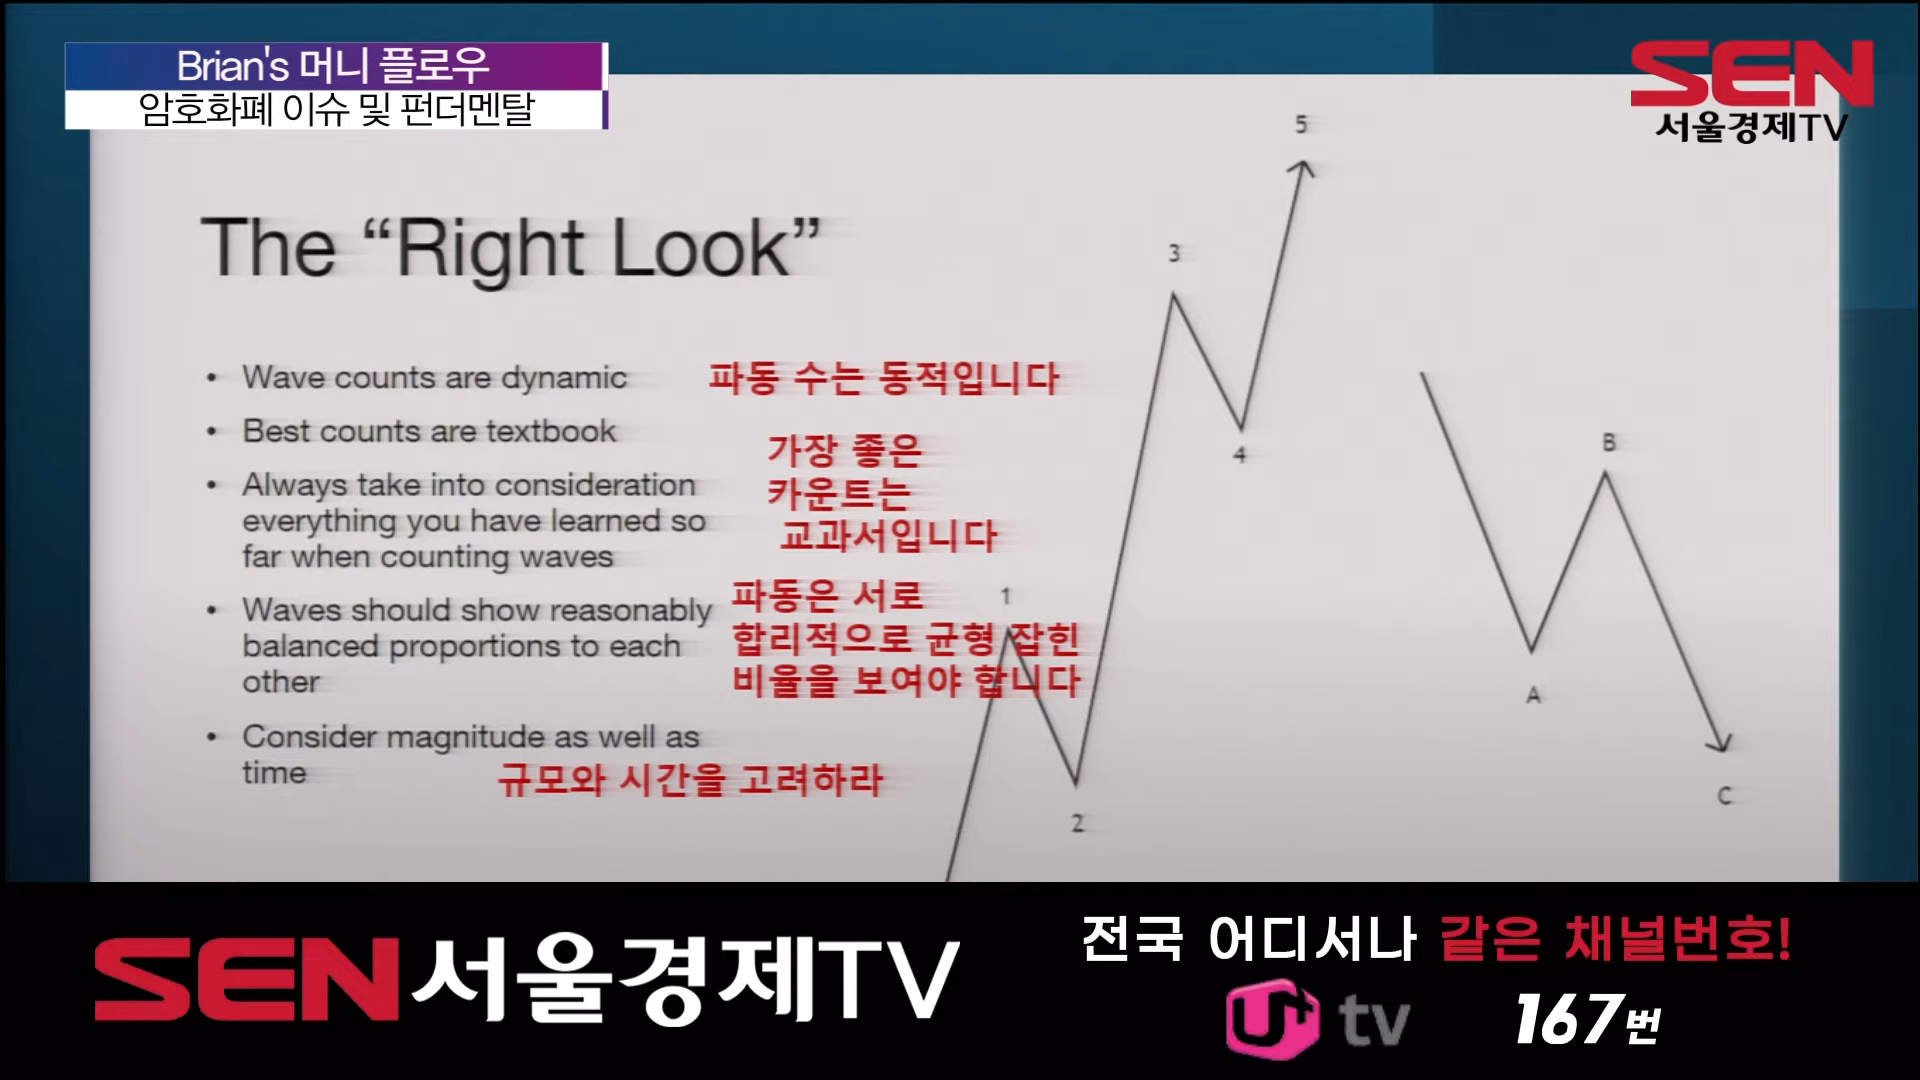 Brian's 머니 플로우
암호화폐 이슈 및 펀더멘탈
SEN
서울경제TV
The “Right Look”
• Wave counts are dynamic
파동 수는 동적입니다
• Best counts are textbook
가장 좋은
카운트는
교과서입니다
• Always take into consideration
everything you have learned so
far when counting waves
• Waves should show reasonably
balanced proportions to each
other
파동은 서로
합리적으로 균형 잡힌
비율을 보여야 합니다
• Consider magnitude as well as
time
규모와 시간을 고려하라
1
2
3
4
5
A
B
C
SEN서울경제TV
전국 어디서나 같은 채널번호!
U+ tv 167번